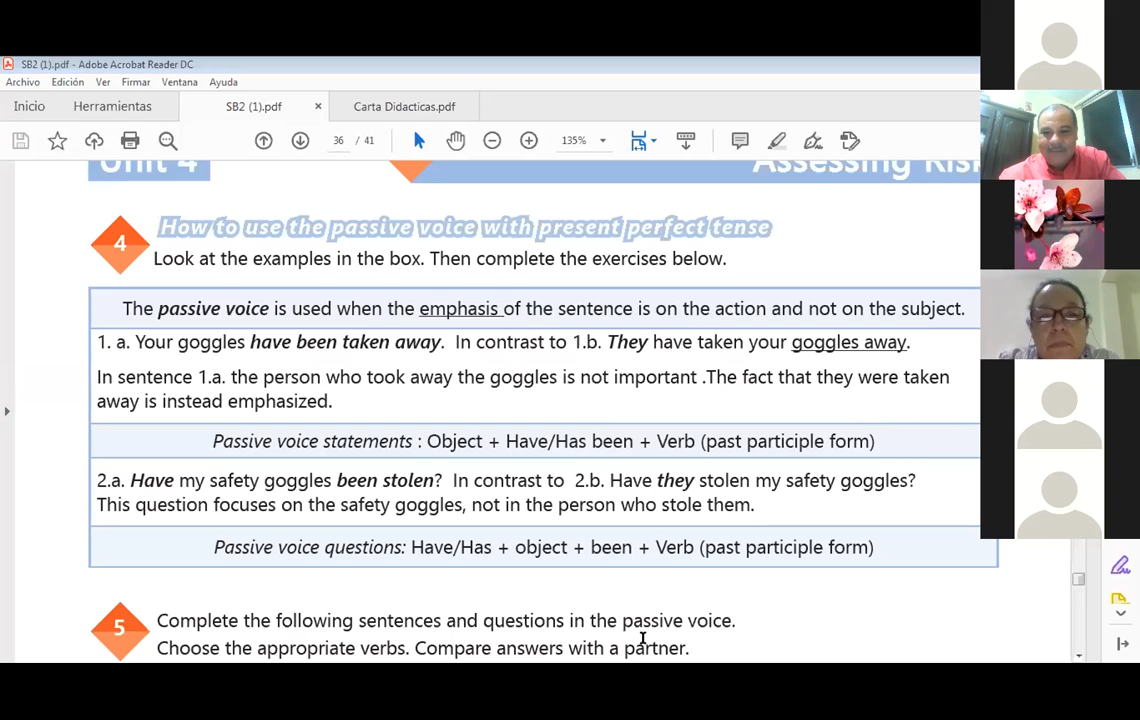 SB2 (1).pdf - Adobe Acrobat Reader DC
Archivo Edición Ver Firmar Ventana Ayuda
Inicio Herramientas SB2 (1).pdf × Carta Didacticas.pdf
36 / 41 135%
Unit 4 Assessing Ris
4 How to use the passive voice with present perfect tense
Look at the examples in the box. Then complete the exercises below.
The passive voice is used when the emphasis of the sentence is on the action and not on the subject.
1. a. Your goggles have been taken away. In contrast to 1.b. They have taken your goggles away.
In sentence 1.a. the person who took away the goggles is not important .The fact that they were taken
away is instead emphasized.
Passive voice statements : Object + Have/Has been + Verb (past participle form)
2.a. Have my safety goggles been stolen? In contrast to 2.b. Have they stolen my safety goggles?
This question focuses on the safety goggles, not in the person who stole them.
Passive voice questions: Have/Has + object + been + Verb (past participle form)
5 Complete the following sentences and questions in the passive voice.
Choose the appropriate verbs. Compare answers with a partner.